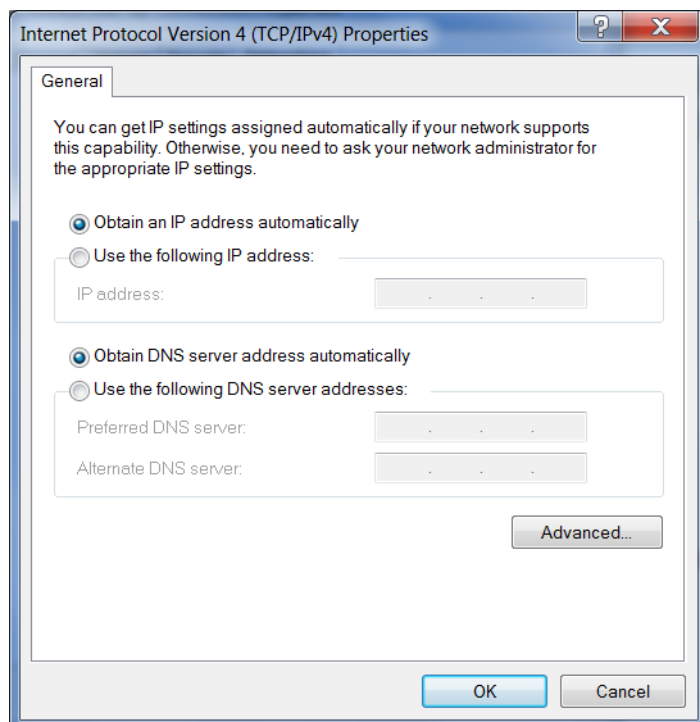 Internet Protocol Version 4 (TCP/IPv4) Properties
General
You can get IP settings assigned automatically if your network supports
this capability. Otherwise, you need to ask your network administrator for
the appropriate IP settings.
Obtain an IP address automatically
Use the following IP address:
IP address:
Obtain DNS server address automatically
Use the following DNS server addresses:
Preferred DNS server:
Alternate DNS server:
Advanced...
OK
Cancel